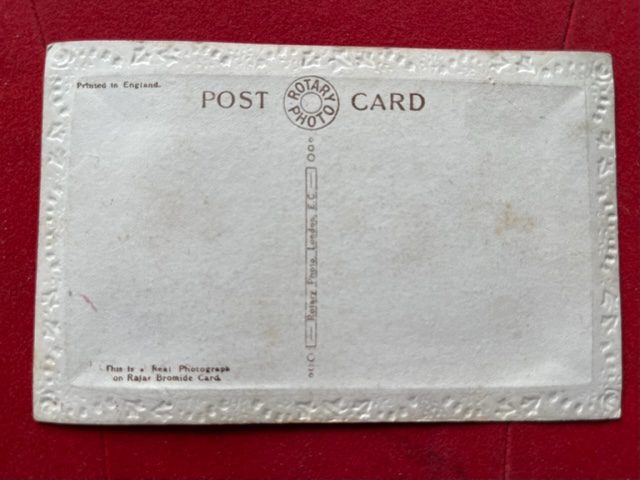 Printed in England.
POST CARD
ROTARY PHOTO
Rotary Photo, London, E.C.
This is a Real Photograph
on Rajar Bromide Card.